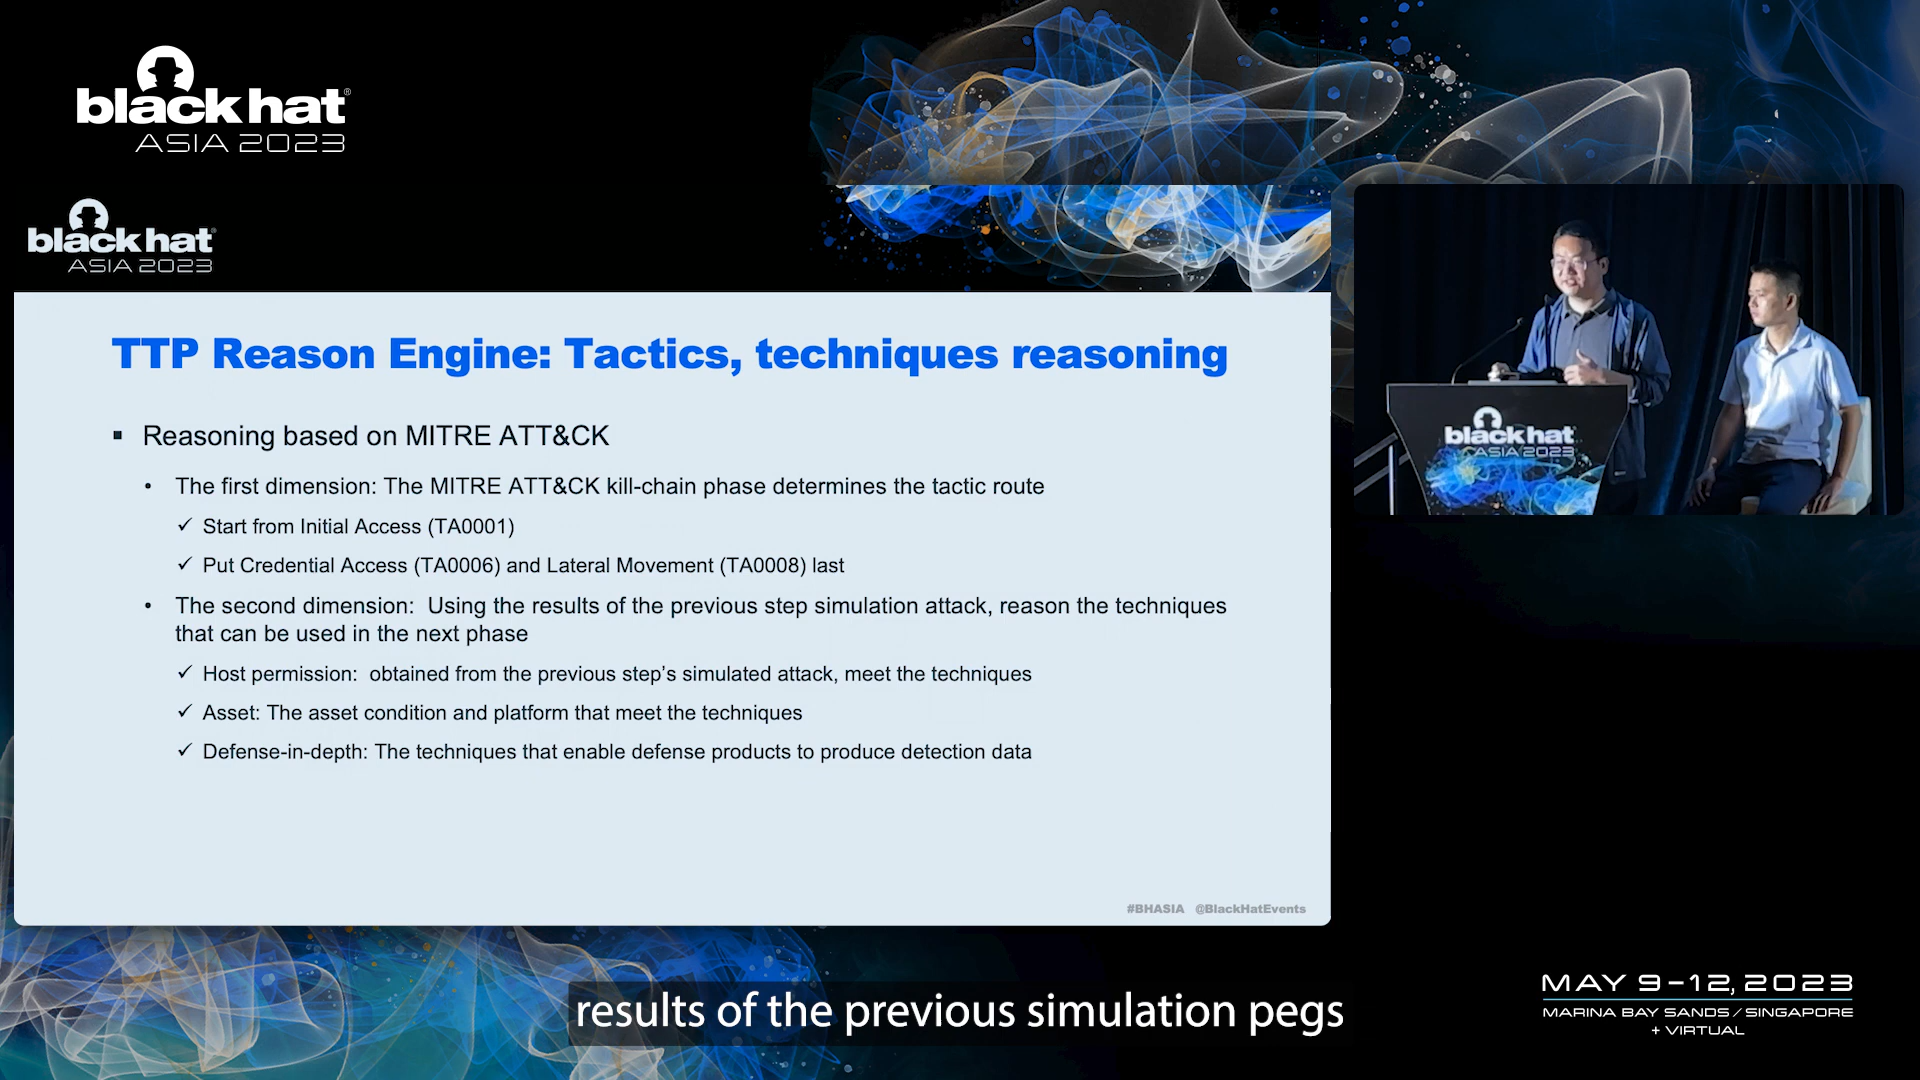 black hat®
ASIA 2023
black hat
ASIA 2023
TTP Reason Engine: Tactics, techniques reasoning
▪ Reasoning based on MITRE ATT&CK
• The first dimension: The MITRE ATT&CK kill-chain phase determines the tactic route
✓ Start from Initial Access (TA0001)
✓ Put Credential Access (TA0006) and Lateral Movement (TA0008) last
• The second dimension:  Using the results of the previous step simulation attack, reason the techniques
that can be used in the next phase
✓ Host permission:  obtained from the previous step’s simulated attack, meet the techniques
✓ Asset: The asset condition and platform that meet the techniques
✓ Defense-in-depth: The techniques that enable defense products to produce detection data
#BHASIA @BlackHatEvents
black hat
ASIA 2023
results of the previous simulation pegs
MAY 9-12, 2023
MARINA BAY SANDS / SINGAPORE
+ VIRTUAL